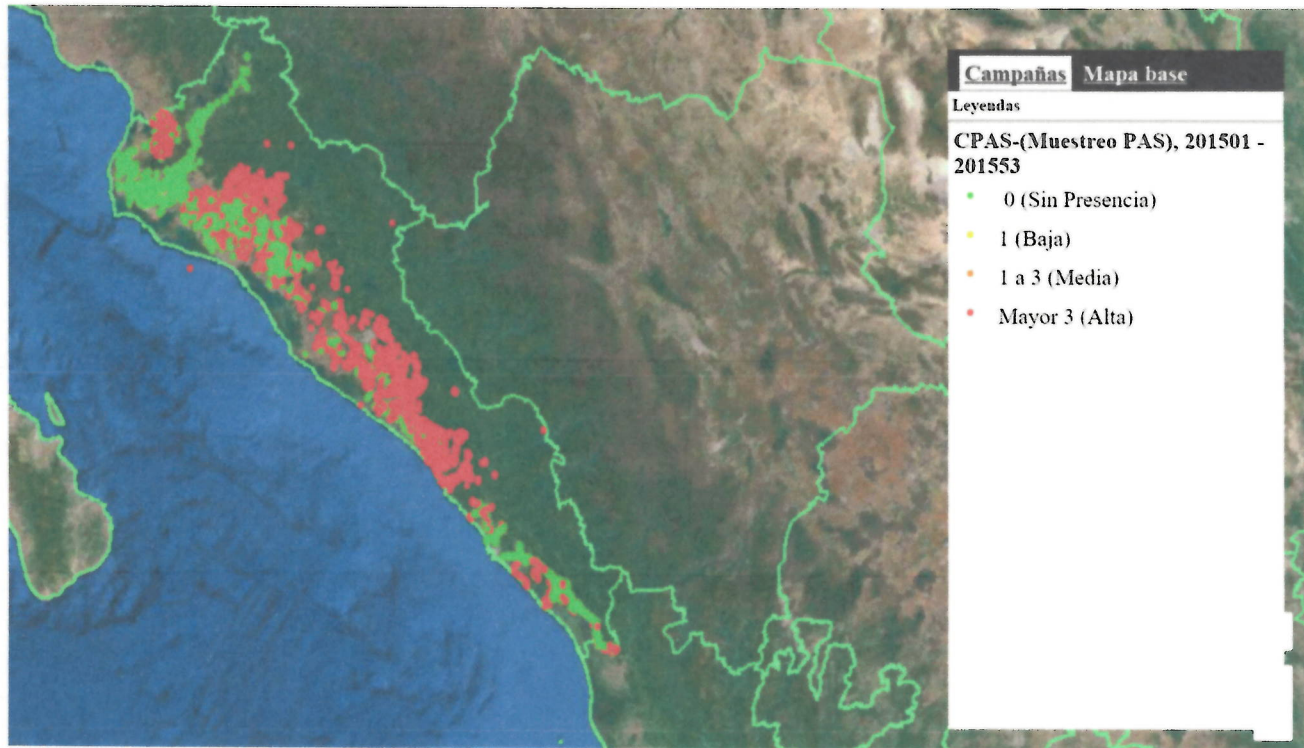 Campañas Mapa base
Leyendas
CPAS-(Muestreo PAS), 201501 -
201553
0 (Sin Presencia)
1 (Baja)
1 a 3 (Media)
Mayor 3 (Alta)